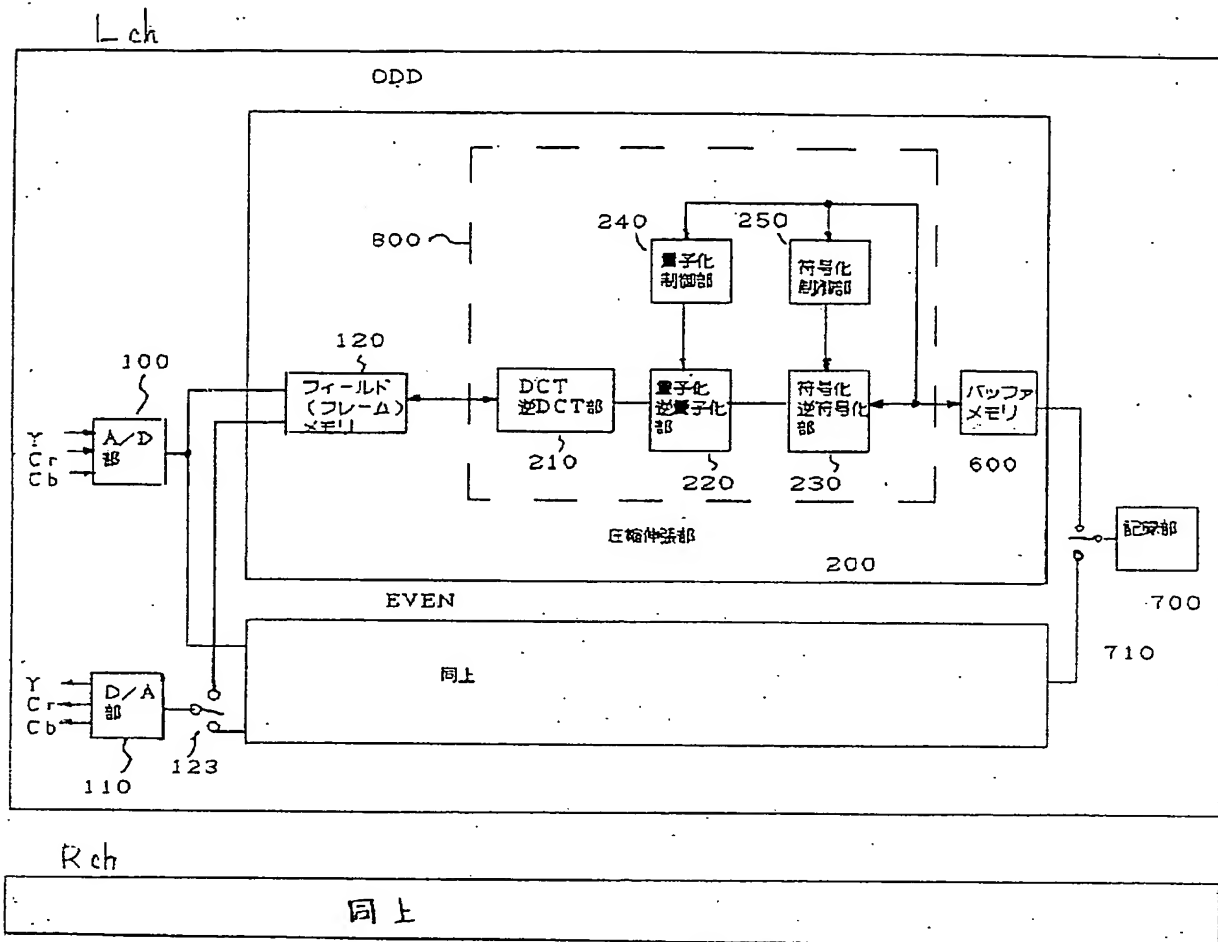 Lch
ODD
240
250
800
量子化
制御部
符号化
制御部
120
100
フィールド
(フレーム)
メモリ
DCT
逆DCT部
量子化
逆量子化
部
符号化
逆符号化
部
バッファ
メモリ
Y
Cr
Cb
A/D
部
210
220
230
600
圧縮伸張部
200
記録部
700
EVEN
710
同上
Y
Cr
Cb
D/A
部
110
123
Rch
同上